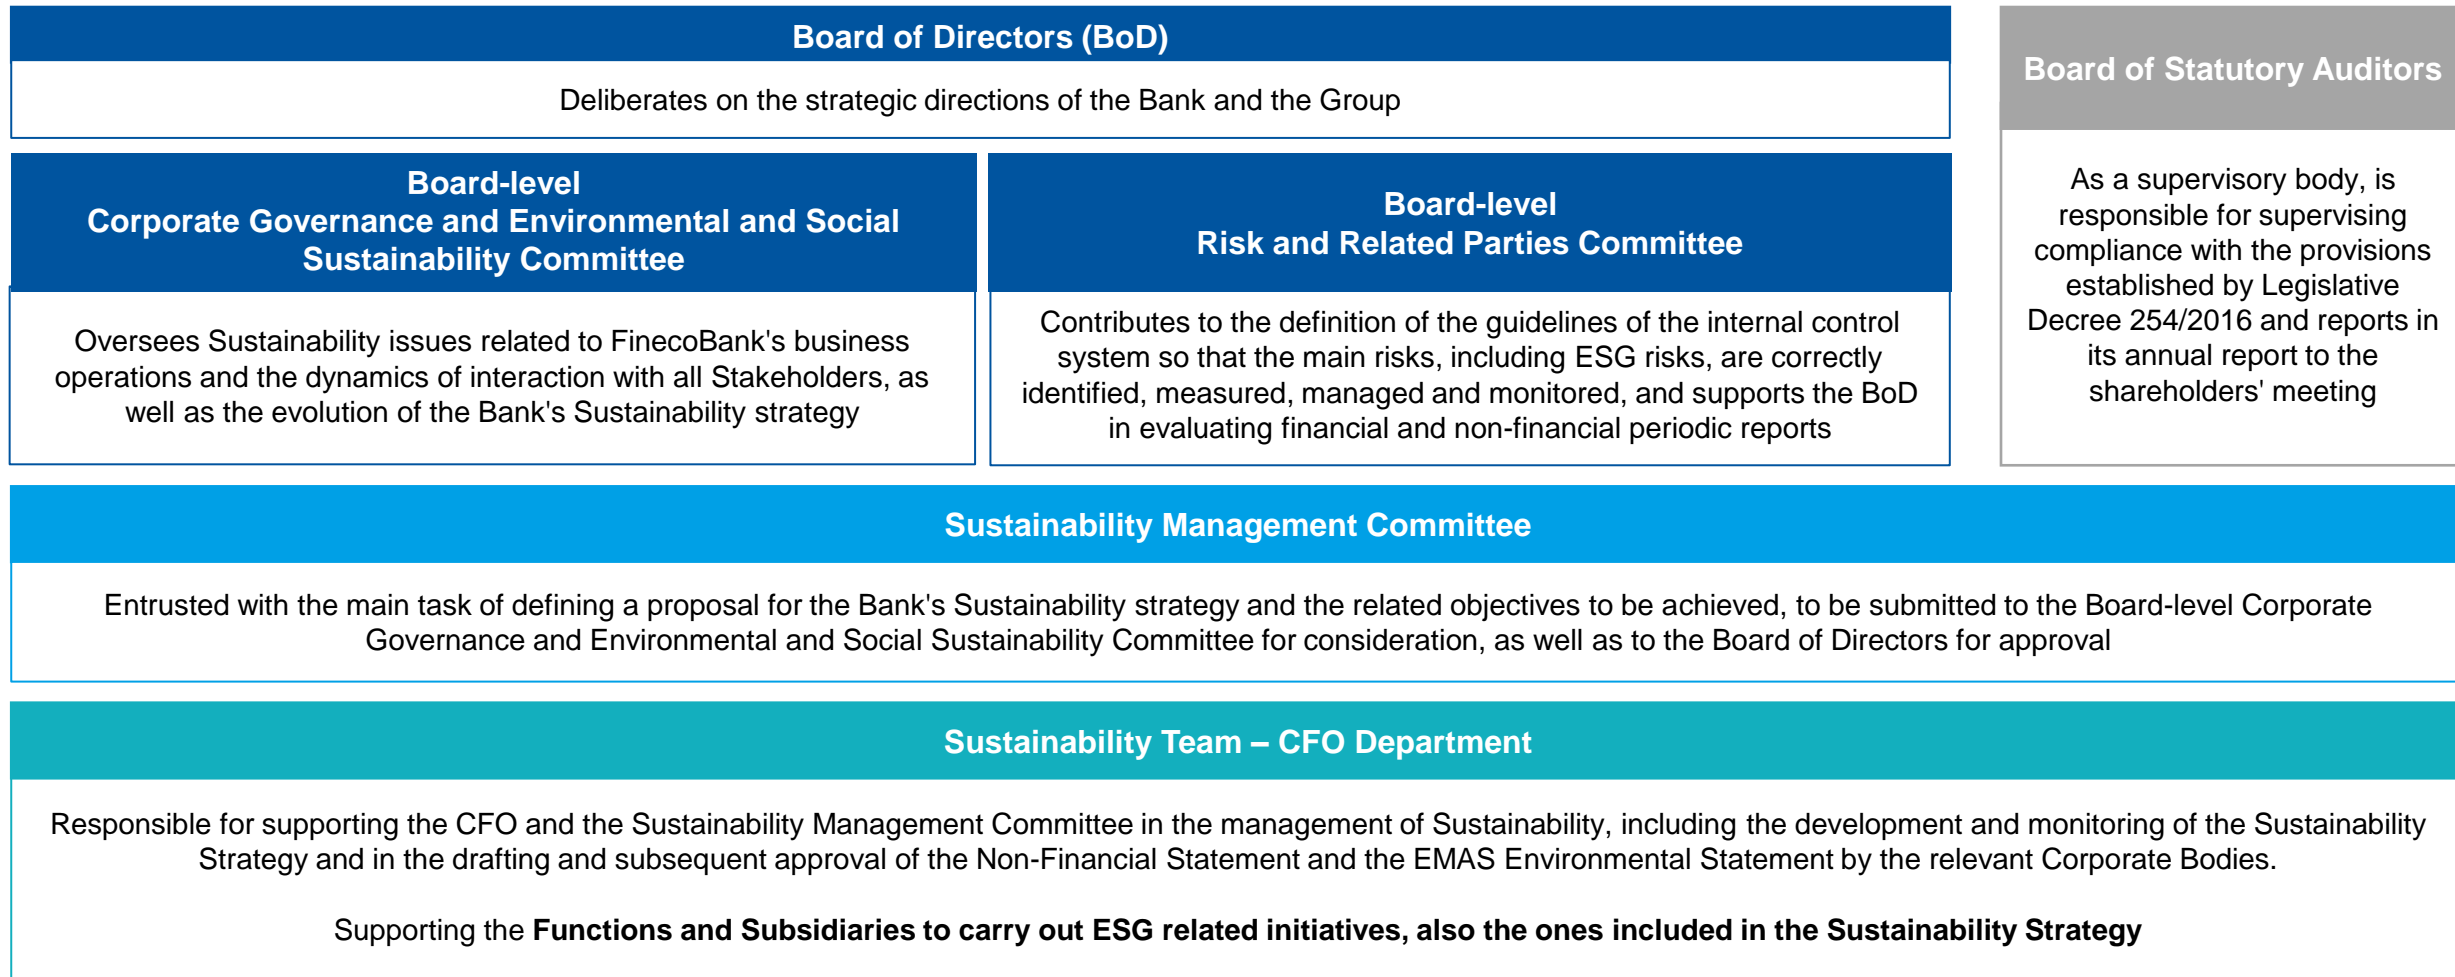 Board of Directors (BoD)
Deliberates on the strategic directions of the Bank and the Group
Board-level
Corporate Governance and Environmental and Social
Sustainability Committee
Oversees Sustainability issues related to FinecoBank's business
operations and the dynamics of interaction with all Stakeholders, as
well as the evolution of the Bank's Sustainability strategy
Board-level
Risk and Related Parties Committee
Contributes to the definition of the guidelines of the internal control
system so that the main risks, including ESG risks, are correctly
identified, measured, managed and monitored, and supports the BoD
in evaluating financial and non-financial periodic reports
Board of Statutory Auditors
As a supervisory body, is
responsible for supervising
compliance with the provisions
established by Legislative
Decree 254/2016 and reports in
its annual report to the
shareholders' meeting
Sustainability Management Committee
Entrusted with the main task of defining a proposal for the Bank's Sustainability strategy and the related objectives to be achieved, to be submitted to the Board-level Corporate
Governance and Environmental and Social Sustainability Committee for consideration, as well as to the Board of Directors for approval
Sustainability Team – CFO Department
Responsible for supporting the CFO and the Sustainability Management Committee in the management of Sustainability, including the development and monitoring of the Sustainability
Strategy and in the drafting and subsequent approval of the Non-Financial Statement and the EMAS Environmental Statement by the relevant Corporate Bodies.
Supporting the Functions and Subsidiaries to carry out ESG related initiatives, also the ones included in the Sustainability Strategy